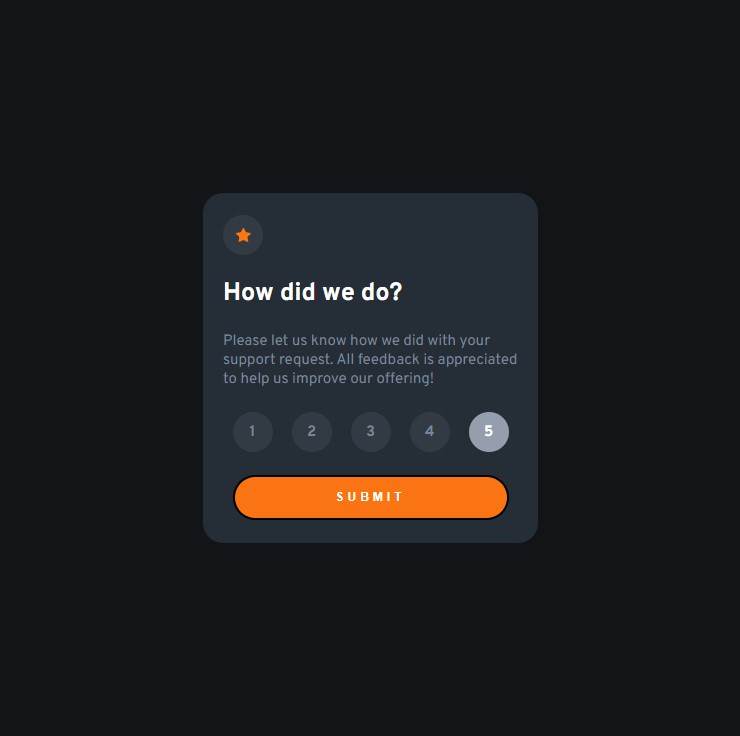 How did we do?
Please let us know how we did with your
support request. All feedback is appreciated
to help us improve our offering!
1 2 3 4 5
SUBMIT